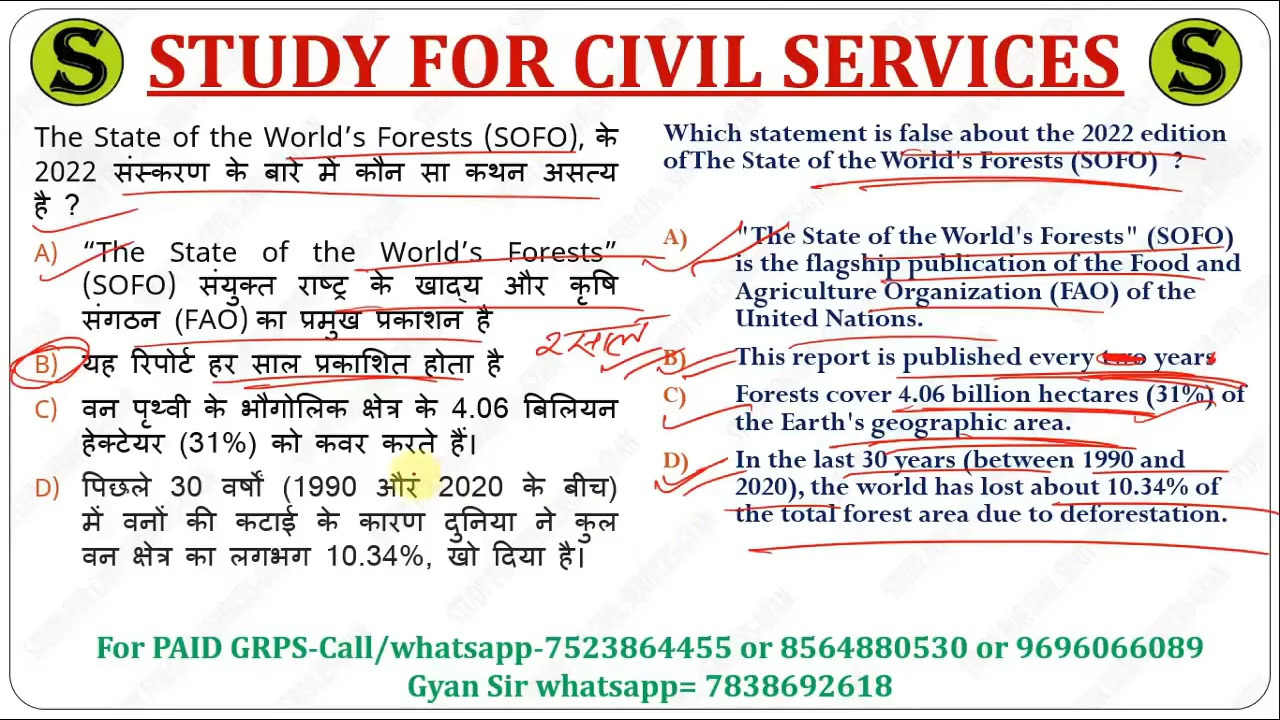 S
STUDY FOR CIVIL SERVICES
S
The State of the World’s Forests (SOFO), के
2022 संस्करण के बारे में कौन सा कथन असत्य
है ?
A) “The State of the World’s Forests”
(SOFO) संयुक्त राष्ट्र के खाद्य और कृषि
संगठन (FAO) का प्रमुख प्रकाशन है
2 साल
B) यह रिपोर्ट हर साल प्रकाशित होता है
C) वन पृथ्वी के भौगोलिक क्षेत्र के 4.06 बिलियन
हेक्टेयर (31%) को कवर करते हैं।
D) पिछले 30 वर्षों (1990 और 2020 के बीच)
में वनों की कटाई के कारण दुनिया ने कुल
वन क्षेत्र का लगभग 10.34%, खो दिया है।
Which statement is false about the 2022 edition
ofThe State of the World's Forests (SOFO) ?
A) "The State of the World's Forests" (SOFO)
is the flagship publication of the Food and
Agriculture Organization (FAO) of the
United Nations.
B) This report is published every two years
C) Forests cover 4.06 billion hectares (31%) of
the Earth's geographic area.
D) In the last 30 years (between 1990 and
2020), the world has lost about 10.34% of
the total forest area due to deforestation.
For PAID GRPS-Call/whatsapp-7523864455 or 8564880530 or 9696066089
Gyan Sir whatsapp= 7838692618